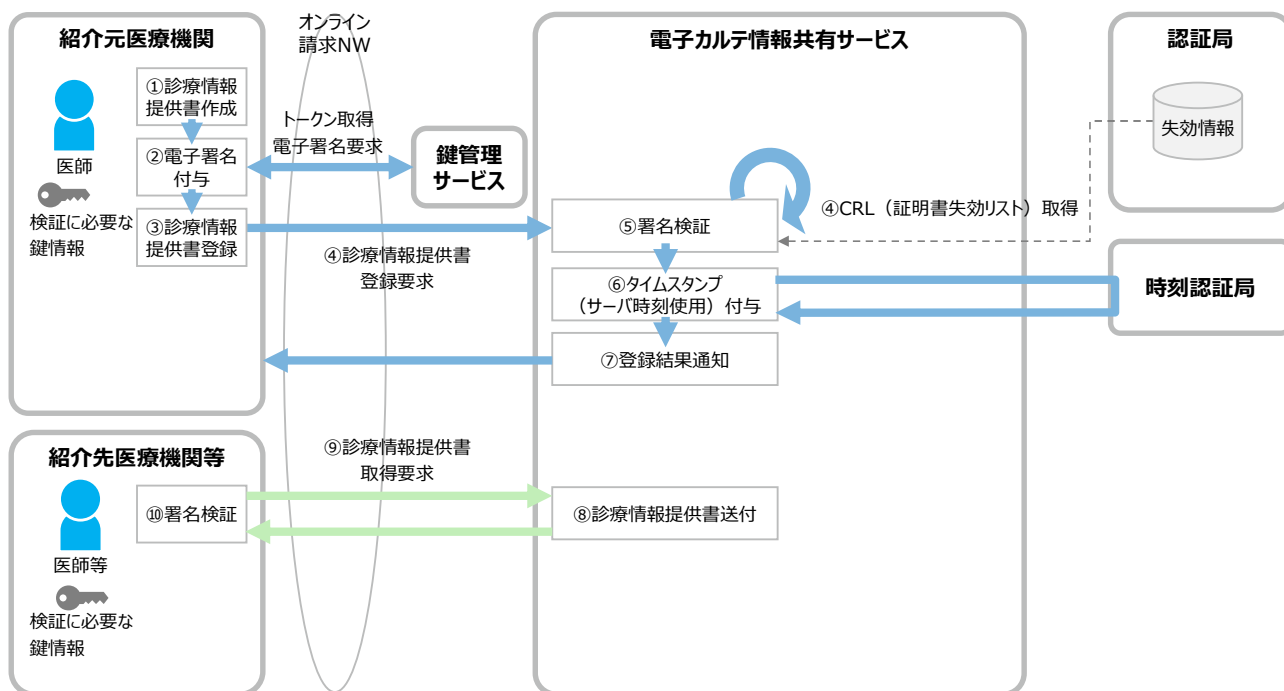 紹介元医療機関
医師
検証に必要な
鍵情報
①診療情報
提供書作成
②電子署名
付与
③診療情報
提供書登録
オンライン
請求NW
トークン取得
電子署名要求
鍵管理
サービス
④診療情報提供書
登録要求
電子カルテ情報共有サービス
⑤署名検証
⑥タイムスタンプ
（サーバ時刻使用）付与
⑦登録結果通知
④CRL（証明書失効リスト）取得
認証局
失効情報
時刻認証局
紹介先医療機関等
医師等
検証に必要な
鍵情報
⑩署名検証
⑨診療情報提供書
取得要求
⑧診療情報提供書送付